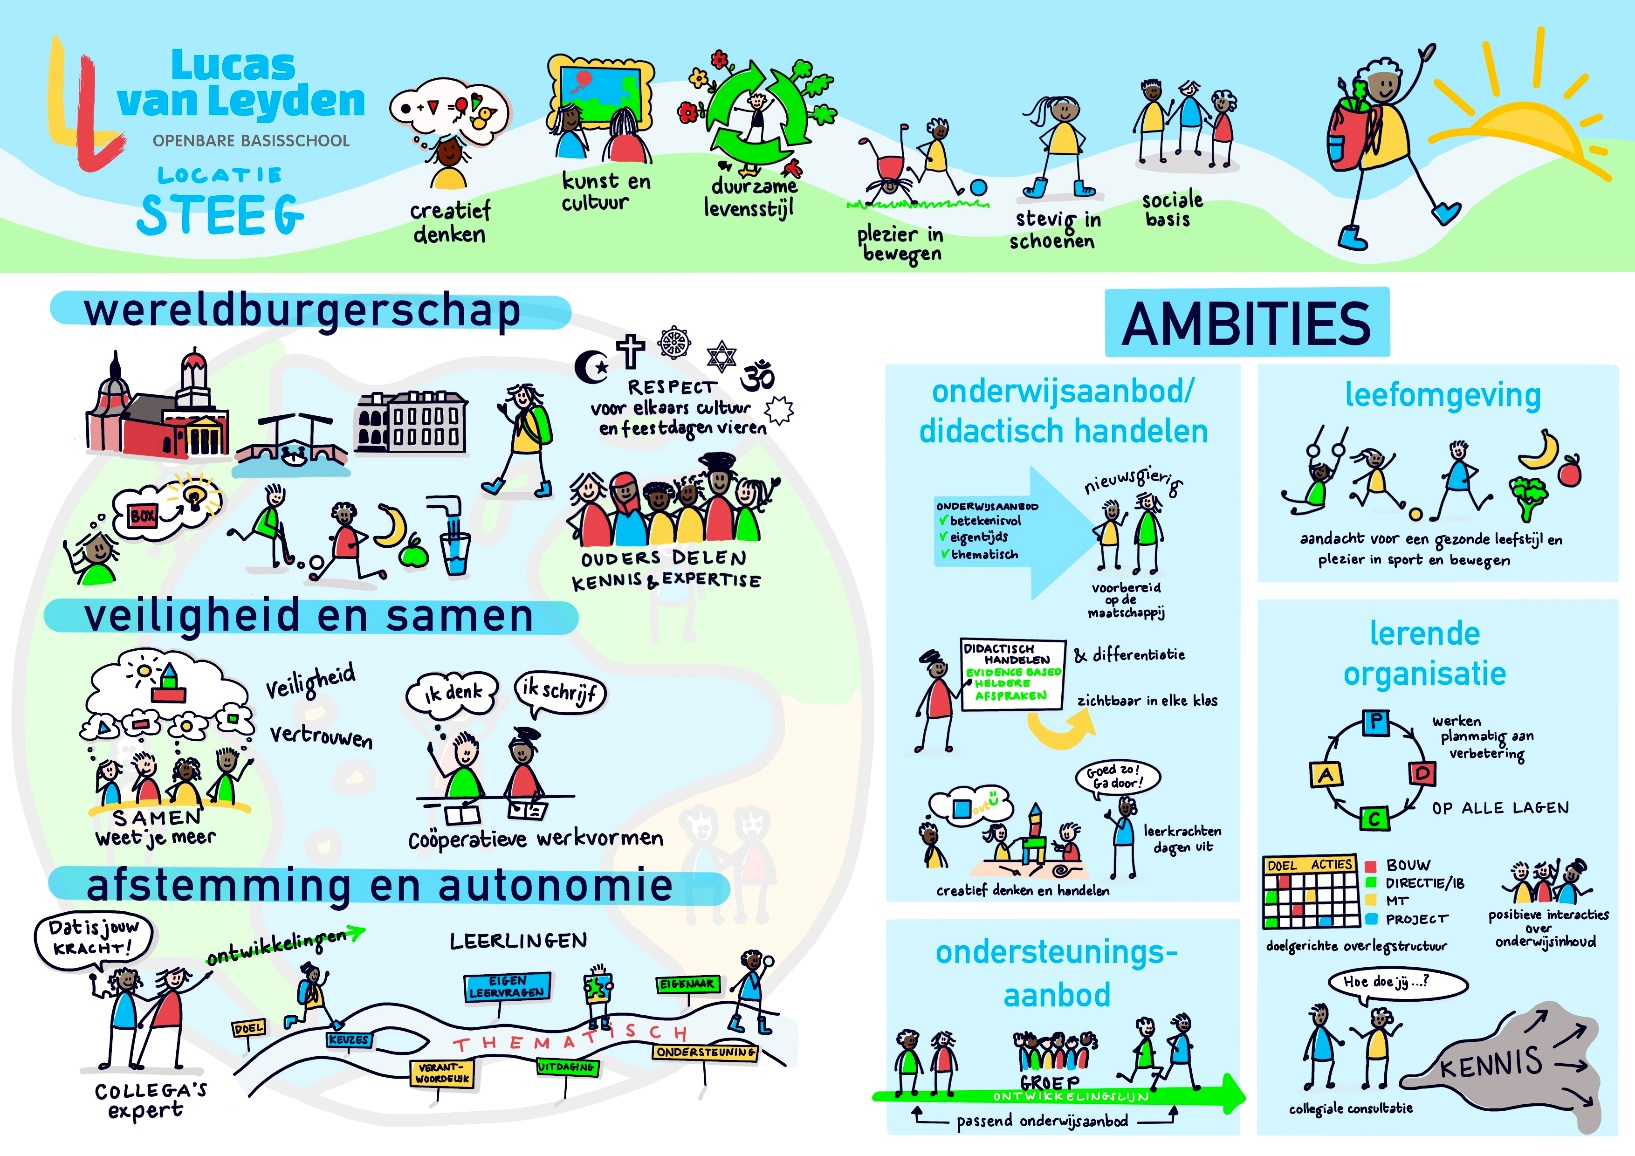 Lucas
van Leyden
OPENBARE BASISSCHOOL
LOCATIE
STEEG
creatief
denken
kunst en
cultuur
duurzame
levensstijl
plezier in
bewegen
stevig in
schoenen
sociale
basis
wereldburgerschap
RESPECT
voor elkaars cultuur
en feestdagen vieren
BOX
OUDERS DELEN
KENNIS & EXPERTISE
veiligheid en samen
Veiligheid
vertrouwen
SAMEN
weet je meer
ik denk
ik schrijf
Coöperatieve werkvormen
afstemming en autonomie
Dat is jouw
KRACHT!
ontwikkelingen
COLLEGA'S
expert
LEERLINGEN
EIGEN
LEERVRAGEN
EIGENAAR
DOEL
KEUZES
THEMATISCH
VERANT-
WOORDELIJK
UITDAGING
ONDERSTEUNING
AMBITIES
onderwijsaanbod/
didactisch handelen
ONDERWIJSAANBOD
✓ betekenisvol
✓ eigentijds
✓ thematisch
nieuwsgierig
voorbereid
op de
maatschappij
DIDACTISCH
HANDELEN
EVIDENCE BASED
HELDERE
AFSPRAKEN
& differentiatie
zichtbaar in elke klas
Goed zo!
Ga door!
leerkrachten
dagen uit
creatief denken en handelen
ondersteunings-
aanbod
GROEP
ONTWIKKELINGSLIJN
passend onderwijsaanbod
leefomgeving
aandacht voor een gezonde leefstijl en
plezier in sport en bewegen
lerende
organisatie
P
D
C
A
werken
planmatig aan
verbetering
OP ALLE LAGEN
DOEL ACTIES
BOUW
DIRECTIE/IB
MT
PROJECT
doelgerichte overlegstructuur
positieve interacties
over
onderwijsinhoud
Hoe doe jij...?
KENNIS
collegiale consultatie